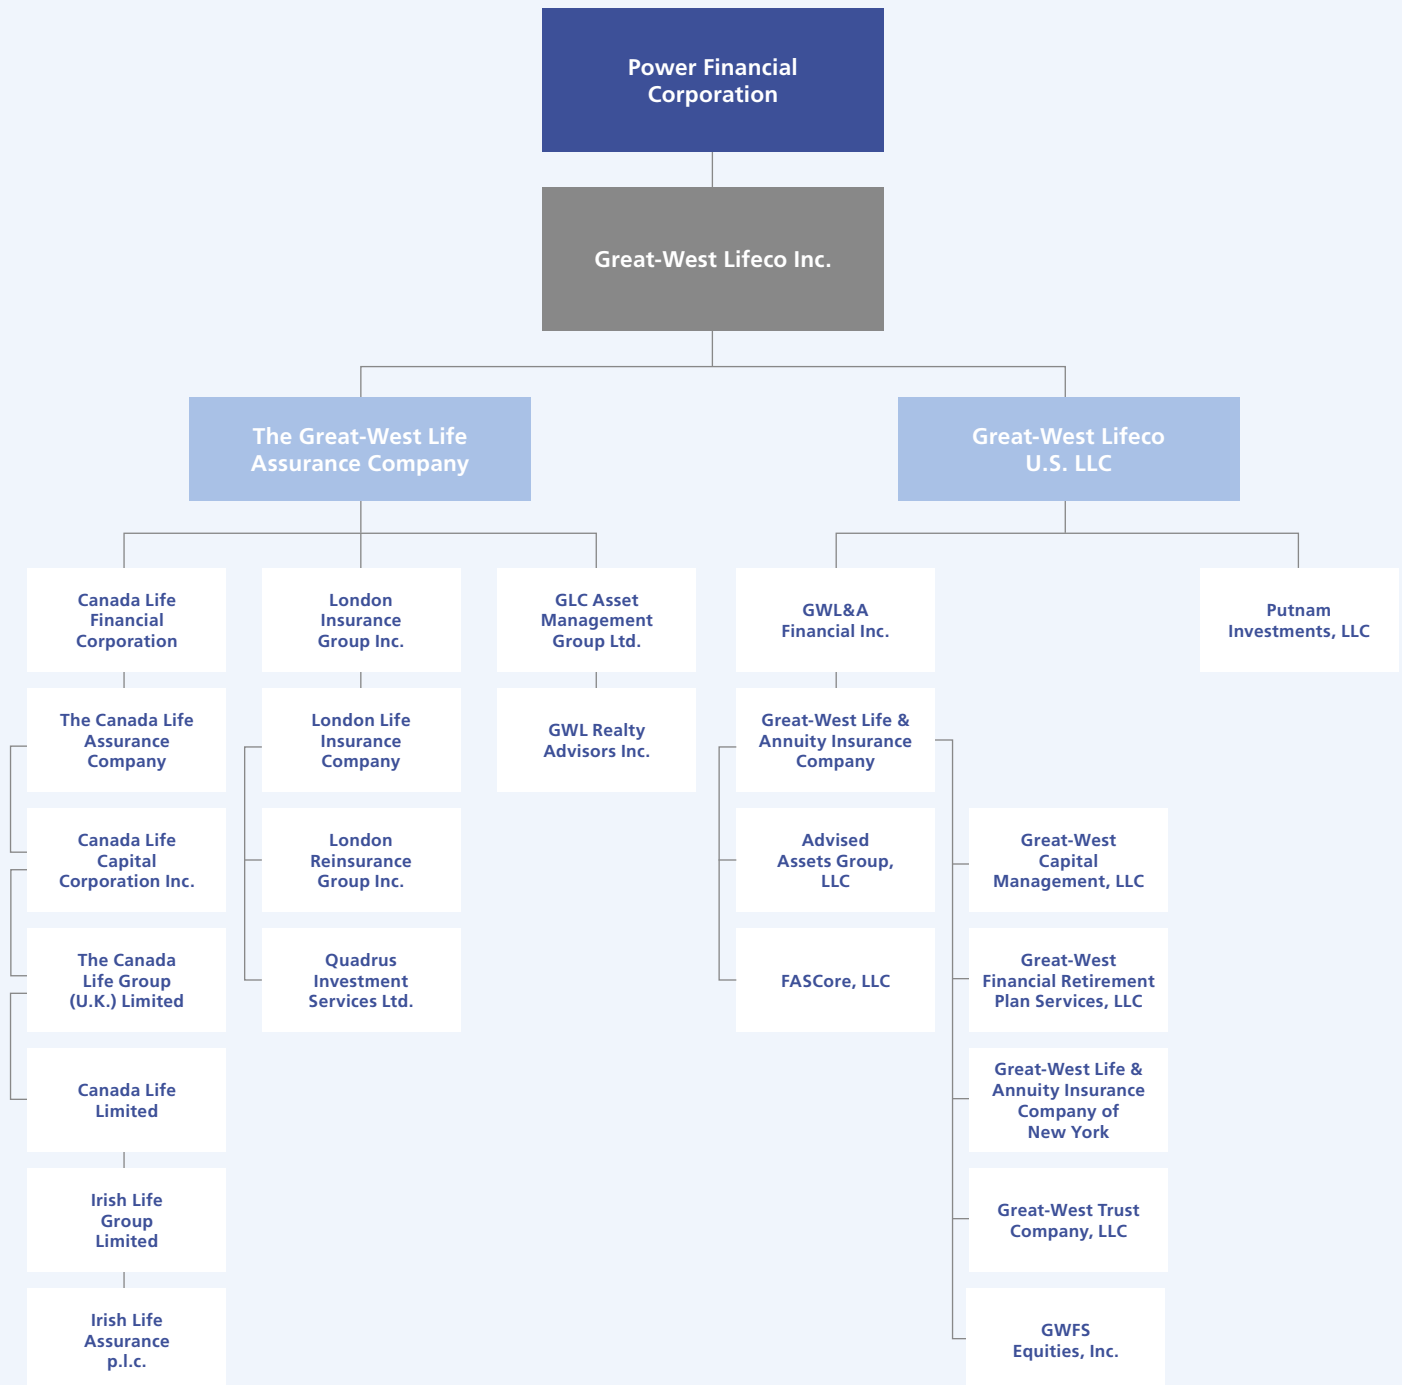 Power Financial
Corporation
Great-West Lifeco Inc.
The Great-West Life
Assurance Company
Great-West Lifeco
U.S. LLC
Canada Life
Financial
Corporation
London
Insurance
Group Inc.
GLC Asset
Management
Group Ltd.
GWL&A
Financial Inc.
Putnam
Investments, LLC
The Canada Life
Assurance
Company
London Life
Insurance
Company
GWL Realty
Advisors Inc.
Great-West Life &
Annuity Insurance
Company
Canada Life
Capital
Corporation Inc.
London
Reinsurance
Group Inc.
Advised
Assets Group,
LLC
Great-West
Capital
Management, LLC
The Canada
Life Group
(U.K.) Limited
Quadrus
Investment
Services Ltd.
FASCore, LLC
Great-West
Financial Retirement
Plan Services, LLC
Canada Life
Limited
Great-West Life &
Annuity Insurance
Company of
New York
Irish Life
Group
Limited
Great-West Trust
Company, LLC
Irish Life
Assurance
p.l.c.
GWFS
Equities, Inc.